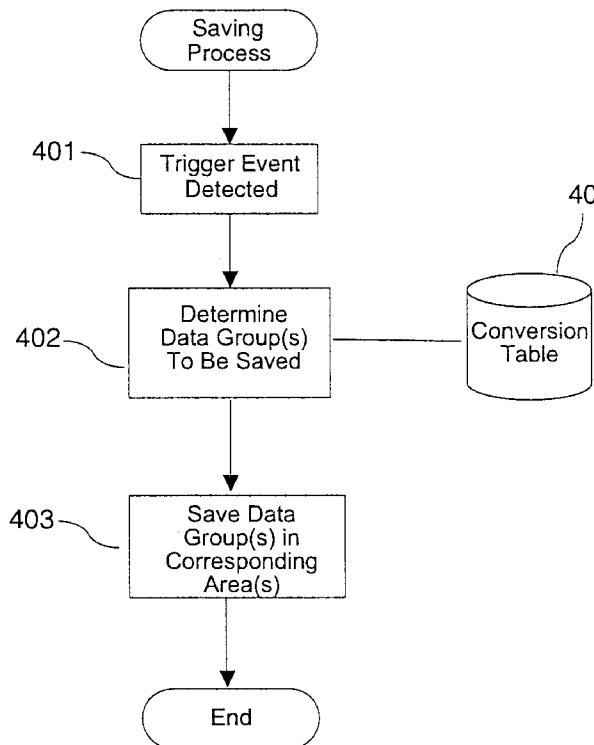 Saving
Process
401
Trigger Event
Detected
40
402
Determine
Data Group(s)
To Be Saved
Conversion
Table
403
Save Data
Group(s) in
Corresponding
Area(s)
End